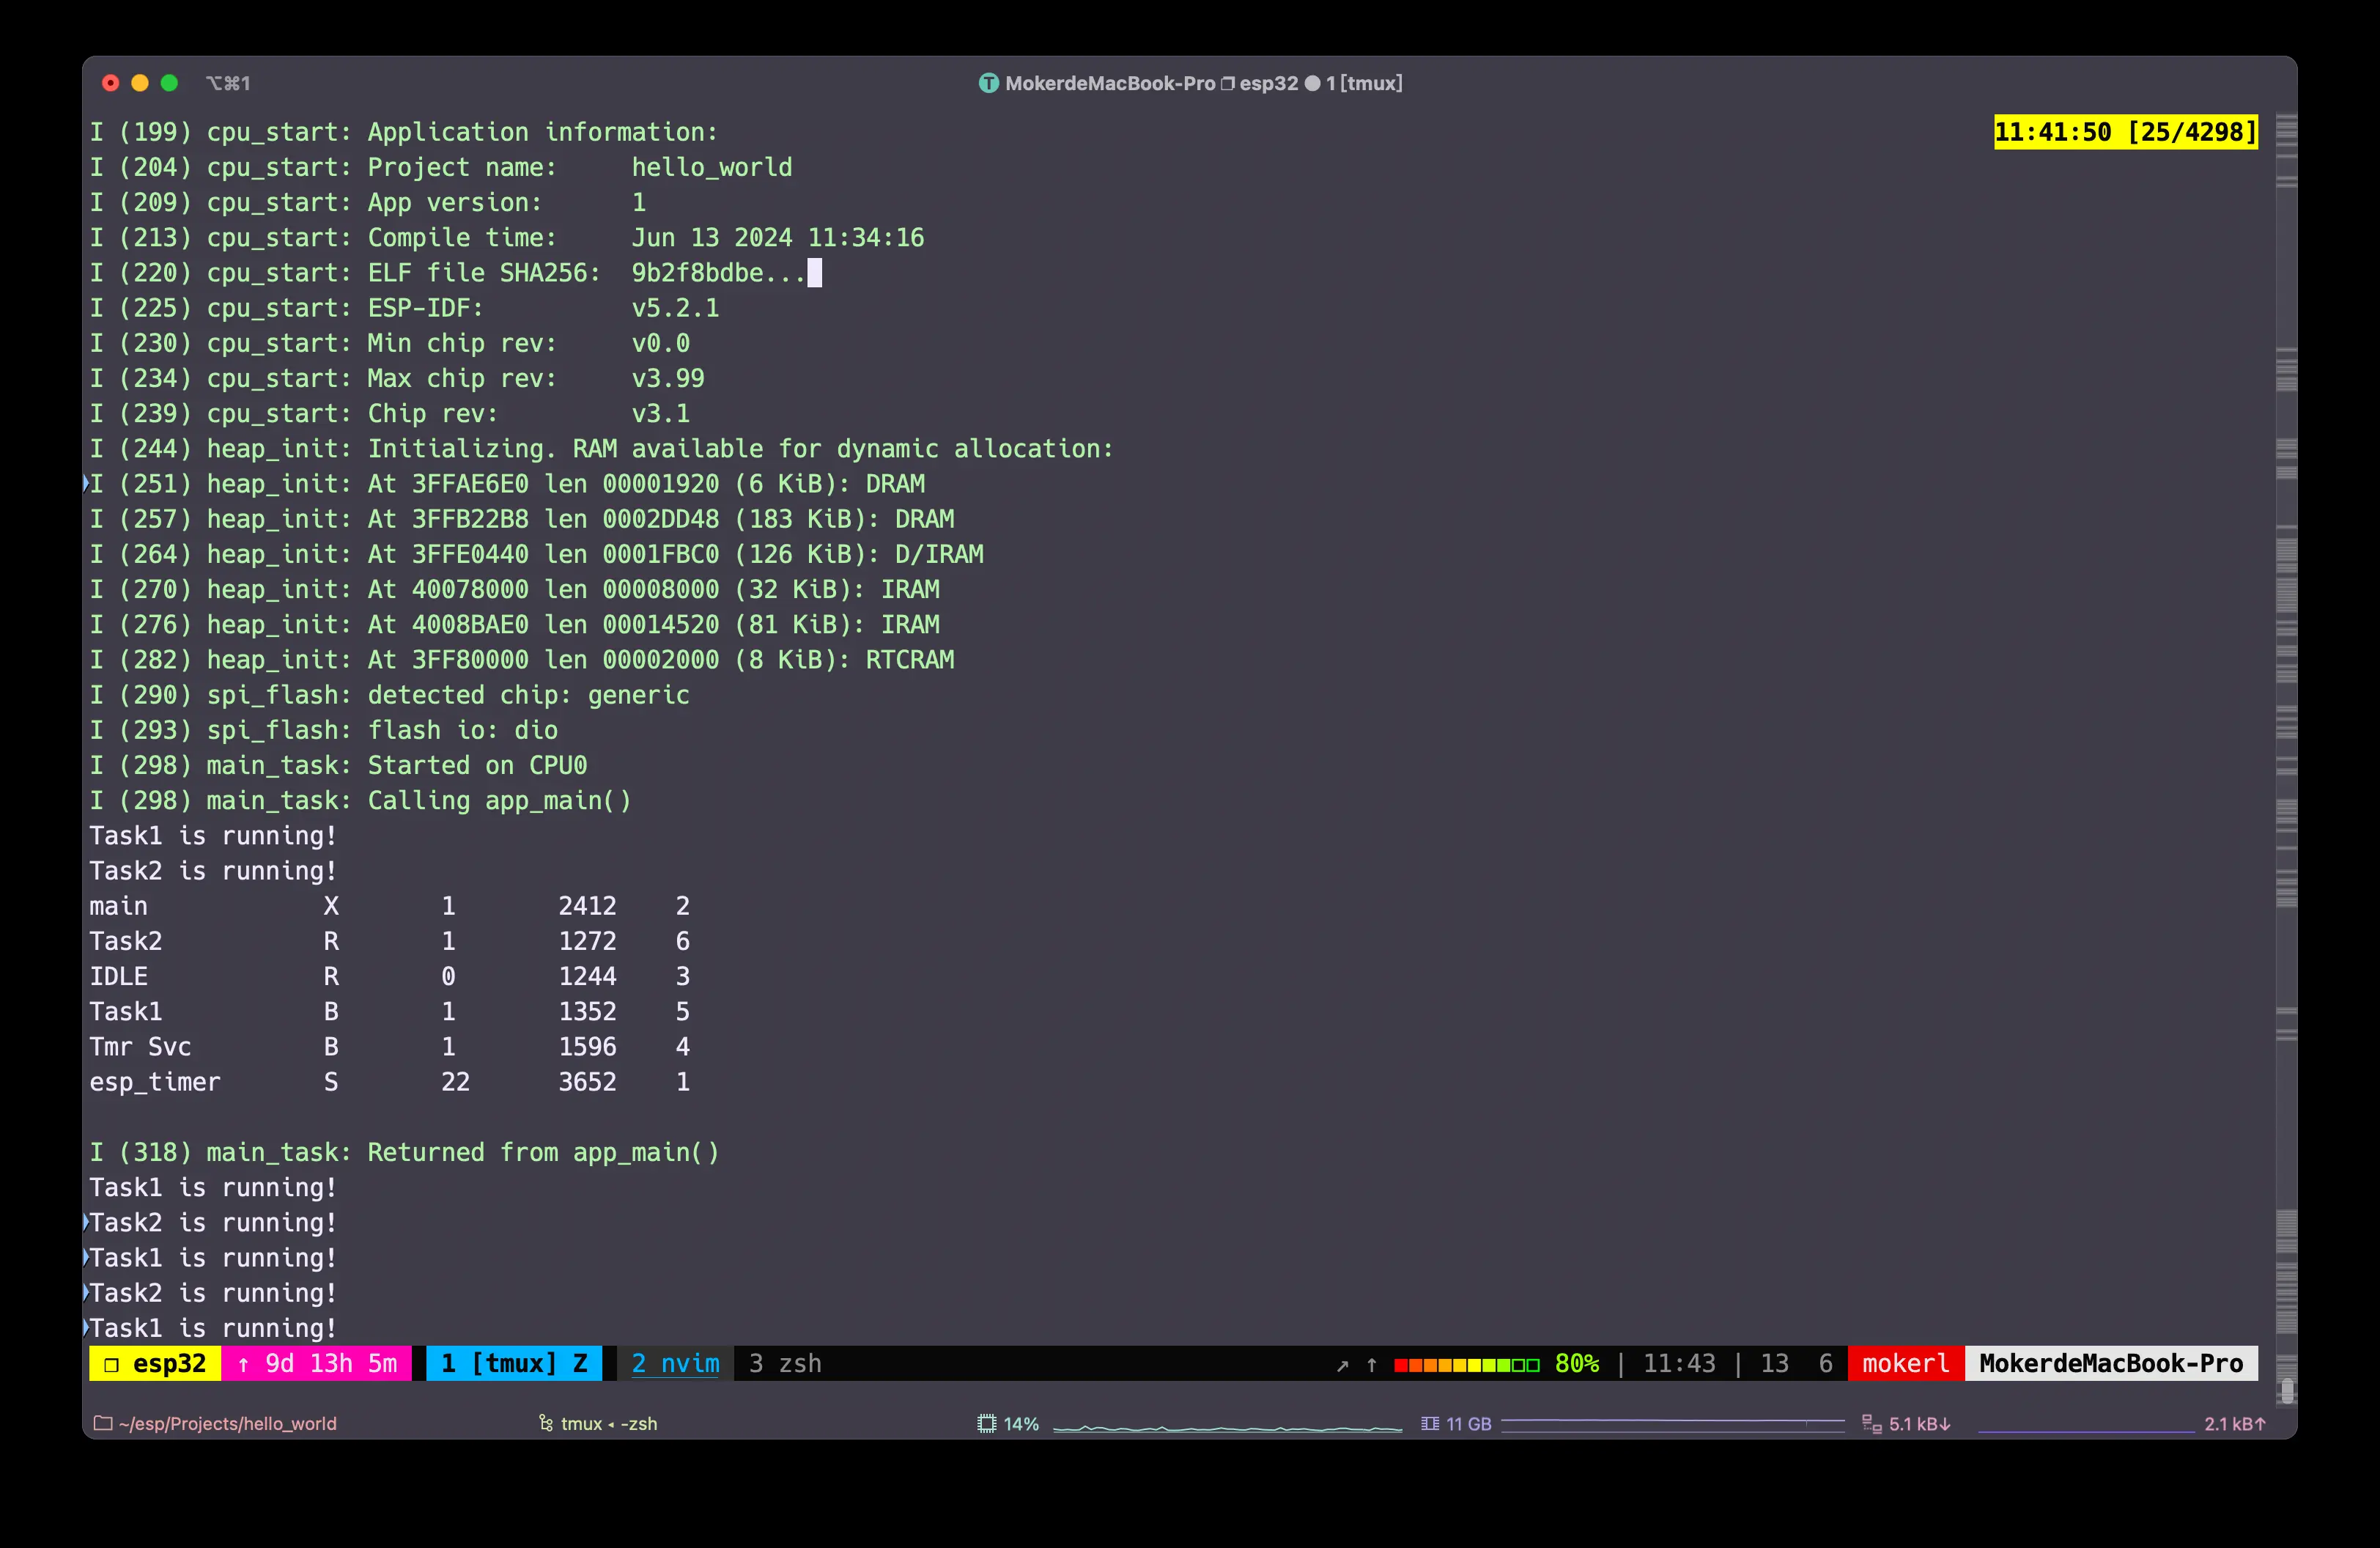 ⌥⌘1
T MokerdeMacBook-Pro ❐ esp32 ● 1 [tmux]
11:41:50 [25/4298]
I (199) cpu_start: Application information:
I (204) cpu_start: Project name:     hello_world
I (209) cpu_start: App version:      1
I (213) cpu_start: Compile time:     Jun 13 2024 11:34:16
I (220) cpu_start: ELF file SHA256:  9b2f8bdbe...
I (225) cpu_start: ESP-IDF:          v5.2.1
I (230) cpu_start: Min chip rev:     v0.0
I (234) cpu_start: Max chip rev:     v3.99
I (239) cpu_start: Chip rev:         v3.1
I (244) heap_init: Initializing. RAM available for dynamic allocation:
I (251) heap_init: At 3FFAE6E0 len 00001920 (6 KiB): DRAM
I (257) heap_init: At 3FFB22B8 len 0002DD48 (183 KiB): DRAM
I (264) heap_init: At 3FFE0440 len 0001FBC0 (126 KiB): D/IRAM
I (270) heap_init: At 40078000 len 00008000 (32 KiB): IRAM
I (276) heap_init: At 4008BAE0 len 00014520 (81 KiB): IRAM
I (282) heap_init: At 3FF80000 len 00002000 (8 KiB): RTCRAM
I (290) spi_flash: detected chip: generic
I (293) spi_flash: flash io: dio
I (298) main_task: Started on CPU0
I (298) main_task: Calling app_main()
Task1 is running!
Task2 is running!
main            X       1       2412    2
Task2           R       1       1272    6
IDLE            R       0       1244    3
Task1           B       1       1352    5
Tmr Svc         B       1       1596    4
esp_timer       S       22      3652    1
I (318) main_task: Returned from app_main()
Task1 is running!
Task2 is running!
Task1 is running!
Task2 is running!
Task1 is running!
❐ esp32 ↑ 9d 13h 5m 1 [tmux] Z 2 nvim 3 zsh ↗ ↑ 80% | 11:43 | 13 6 mokerl MokerdeMacBook-Pro
~/esp/Projects/hello_world tmux ◂ -zsh 14% 11 GB 5.1 kB↓ 2.1 kB↑